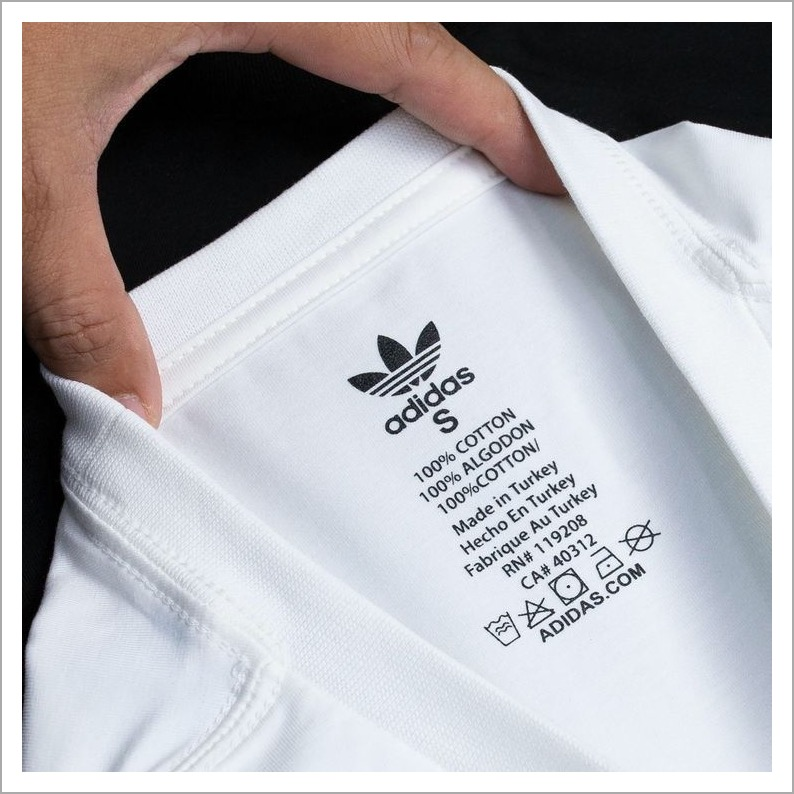 adidas
S
100% COTTON
100% ALGODON
100%COTTON/
Made in Turkey
Hecho En Turkey
Fabrique Au Turkey
RN# 119208
CA# 40312
ADIDAS.COM